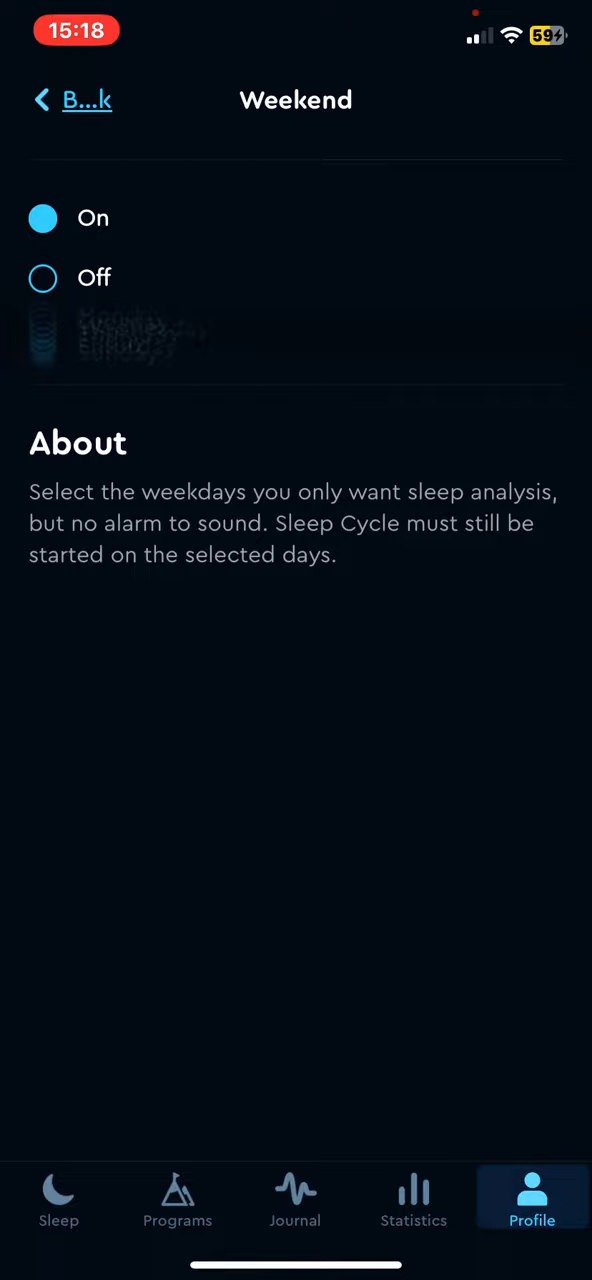 15:18
59
B...k
Weekend
On
Off
About
Select the weekdays you only want sleep analysis,
but no alarm to sound. Sleep Cycle must still be
started on the selected days.
Sleep
Programs
Journal
Statistics
Profile